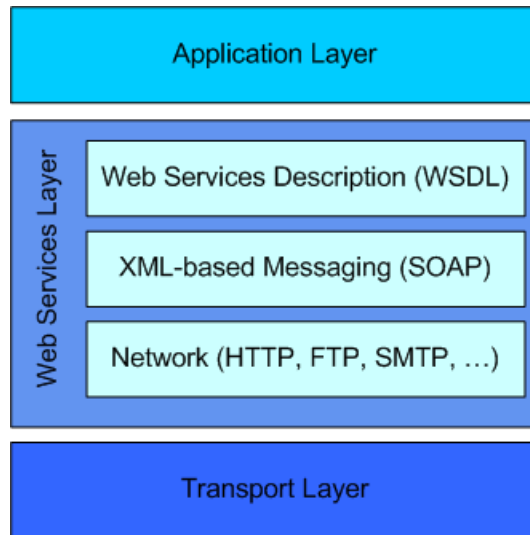 Application Layer
Web Services Layer
Web Services Description (WSDL)
XML-based Messaging (SOAP)
Network (HTTP, FTP, SMTP, …)
Transport Layer